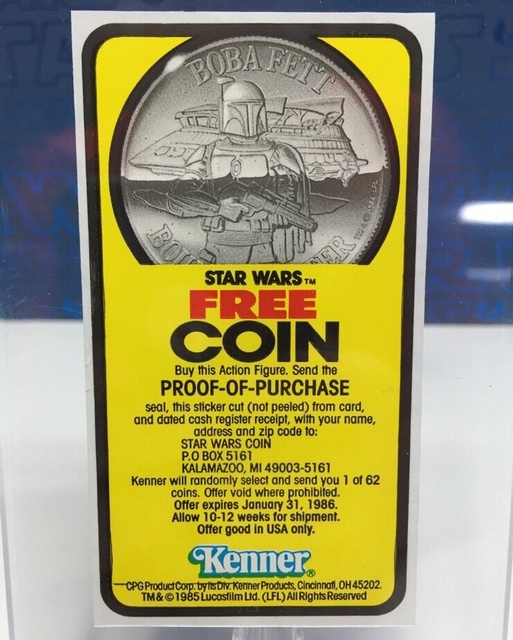 BOBA FETT
STAR WARS™
FREE
COIN
Buy this Action Figure. Send the
PROOF-OF-PURCHASE
seal, this sticker cut (not peeled) from card,
and dated cash register receipt, with your name,
address and zip code to:
STAR WARS COIN
P.O BOX 5161
KALAMAZOO, MI 49003-5161
Kenner will randomly select and send you 1 of 62
coins. Offer void where prohibited.
Offer expires January 31, 1986.
Allow 10-12 weeks for shipment.
Offer good in USA only.
Kenner®
CPG Product Corp. by its Div. Kenner Products, Cincinnati, OH 45202.
TM & © 1985 Lucasfilm Ltd. (LFL) All Rights Reserved